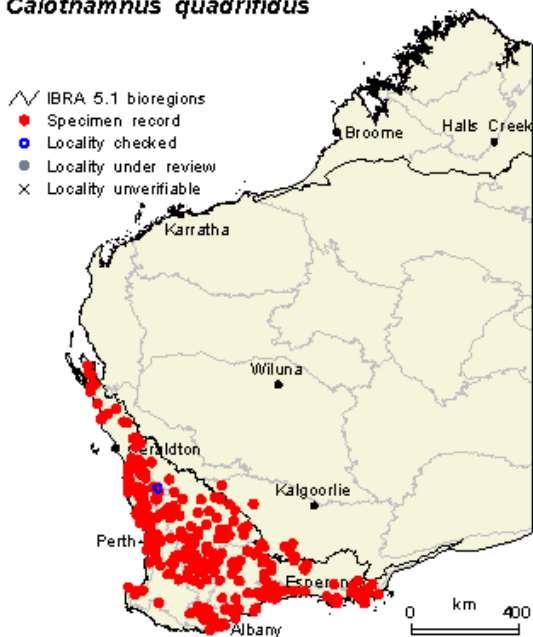 Calothamnus quadrifidus
IBRA 5.1 bioregions
Specimen record
Locality checked
Locality under review
Locality unverifiable
Broome
Halls Creek
Karratha
Wiluna
Geraldton
Kalgoorlie
Perth
Esperance
Albany
0 km 400